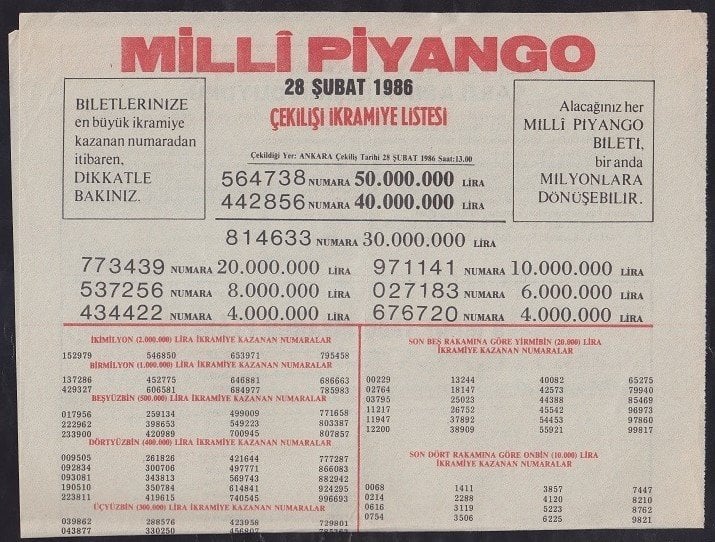 MİLLÎ PİYANGO
28 ŞUBAT 1986
ÇEKİLİŞİ İKRAMİYE LİSTESİ
BİLETLERİNİZE
en büyük ikramiye
kazanan numaradan
itibaren,
DİKKATLE
BAKINIZ.
Alacağınız her
MİLLÎ PİYANGO
BİLETİ,
bir anda
MİLYONLARA
DÖNÜŞEBİLİR.
Çekildiği Yer: ANKARA Çekiliş Tarihi 28 ŞUBAT 1986 Saat:13.00
564738 NUMARA 50.000.000 LİRA
442856 NUMARA 40.000.000 LİRA
814633 NUMARA 30.000.000 LİRA
773439 NUMARA 20.000.000 LİRA 971141 NUMARA 10.000.000 LİRA
537256 NUMARA 8.000.000 LİRA 027183 NUMARA 6.000.000 LİRA
434422 NUMARA 4.000.000 LİRA 676720 NUMARA 4.000.000 LİRA
İKİMİLYON (2.000.000) LİRA İKRAMİYE KAZANAN NUMARALAR
152979 546850 653971 795458
BİRMİLYON (1.000.000) LİRA İKRAMİYE KAZANAN NUMARALAR
137286 452775 646881 686663
429327 606581 684977 785983
BEŞYÜZBİN (500.000) LİRA İKRAMİYE KAZANAN NUMARALAR
017956 259134 499009 771658
222962 398653 549223 803387
233900 420989 700945 807857
DÖRTYÜZBİN (400.000) LİRA İKRAMİYE KAZANAN NUMARALAR
009505 261826 421644 777287
092834 300706 497771 866083
093081 343813 569743 882942
190510 350784 614841 924295
223811 419615 740545 996693
ÜÇYÜZBİN (300.000) LİRA İKRAMİYE KAZANAN NUMARALAR
039862 288576 423958 729801
043877 330250 456807
SON BEŞ RAKAMINA GÖRE YİRMİBİN (20.000) LİRA
İKRAMİYE KAZANAN NUMARALAR
00229 13244 40082 65275
02764 18147 42573 79940
03795 25023 44388 85469
11217 26752 45542 96973
11947 37892 54453 97860
12200 38909 55921 99817
SON DÖRT RAKAMINA GÖRE ONBİN (10.000) LİRA
İKRAMİYE KAZANAN NUMARALAR
0068 1411 3857 7447
0214 2288 4120 8210
0616 3119 5223 8762
0754 3506 6225 9821